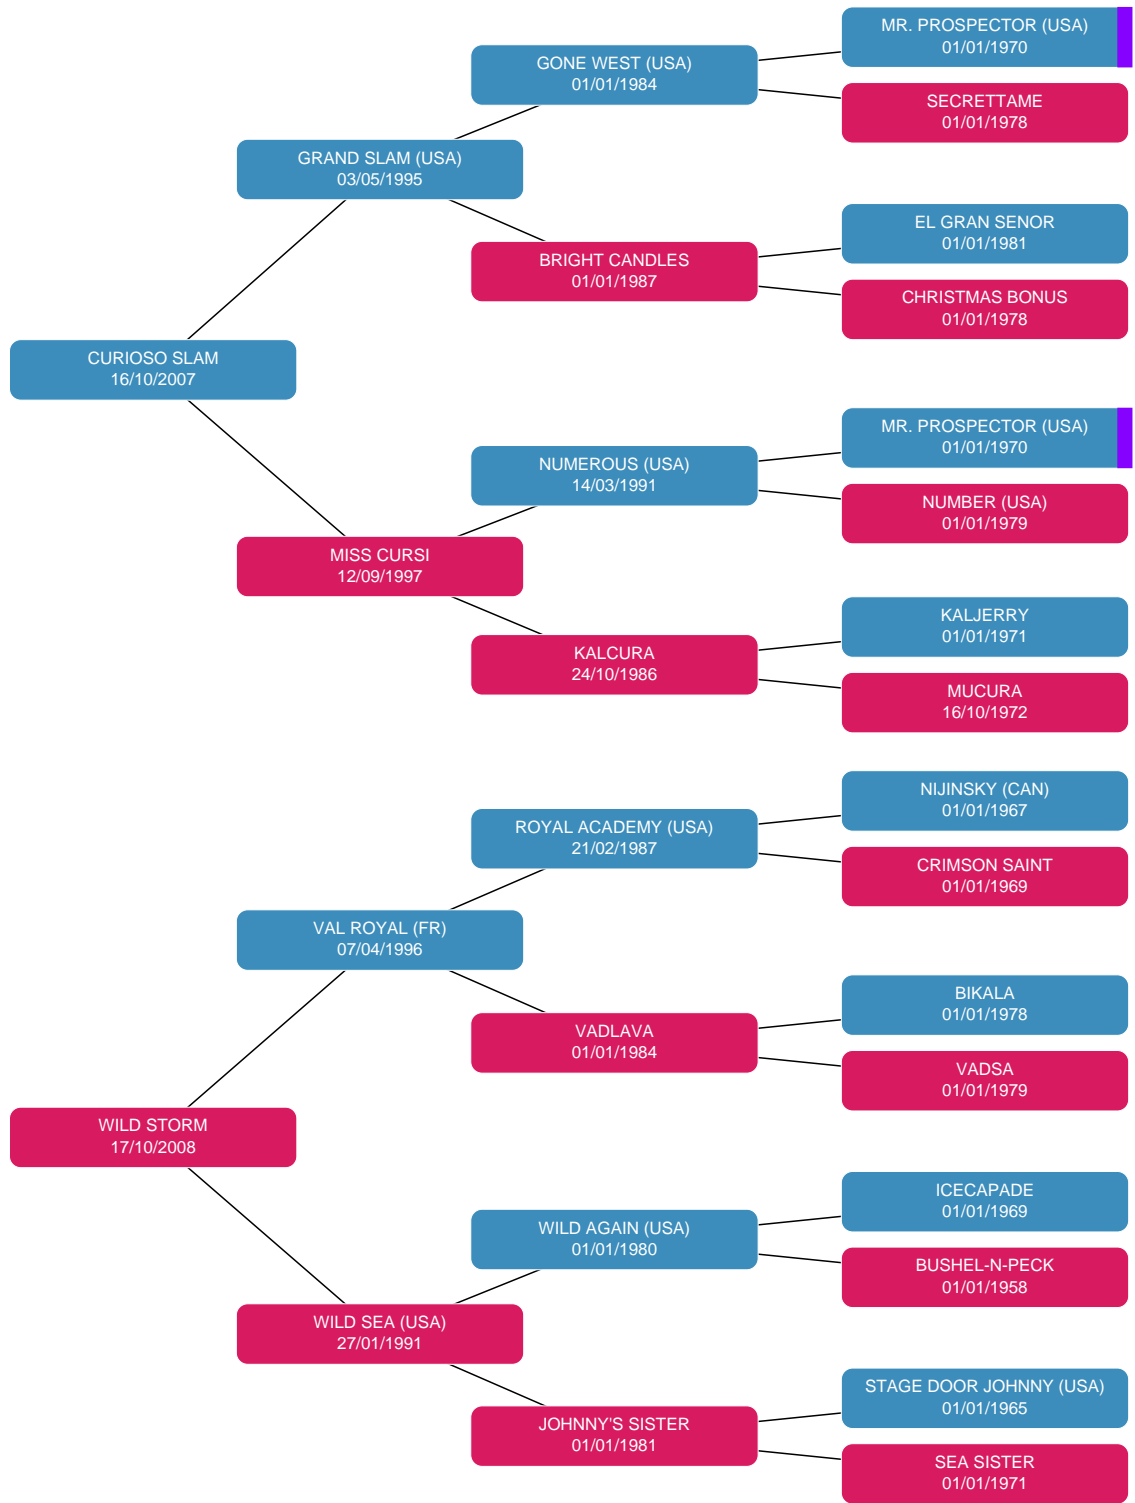 MR. PROSPECTOR (USA)
01/01/1970
GONE WEST (USA)
01/01/1984
SECRETTAME
01/01/1978
GRAND SLAM (USA)
03/05/1995
EL GRAN SENOR
01/01/1981
BRIGHT CANDLES
01/01/1987
CHRISTMAS BONUS
01/01/1978
CURIOSO SLAM
16/10/2007
MR. PROSPECTOR (USA)
01/01/1970
NUMEROUS (USA)
14/03/1991
NUMBER (USA)
01/01/1979
MISS CURSI
12/09/1997
KALJERRY
01/01/1971
KALCURA
24/10/1986
MUCURA
16/10/1972
NIJINSKY (CAN)
01/01/1967
ROYAL ACADEMY (USA)
21/02/1987
CRIMSON SAINT
01/01/1969
VAL ROYAL (FR)
07/04/1996
BIKALA
01/01/1978
VADLAVA
01/01/1984
VADSA
01/01/1979
WILD STORM
17/10/2008
ICECAPADE
01/01/1969
WILD AGAIN (USA)
01/01/1980
BUSHEL-N-PECK
01/01/1958
WILD SEA (USA)
27/01/1991
STAGE DOOR JOHNNY (USA)
01/01/1965
JOHNNY'S SISTER
01/01/1981
SEA SISTER
01/01/1971